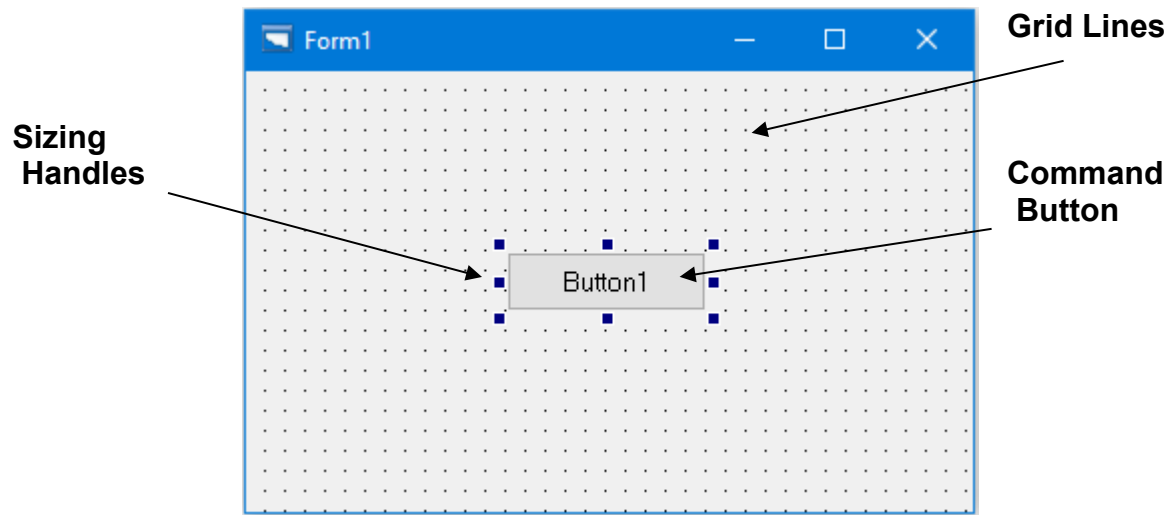 Form1
Grid Lines
Sizing
Handles
Command
Button
Button1